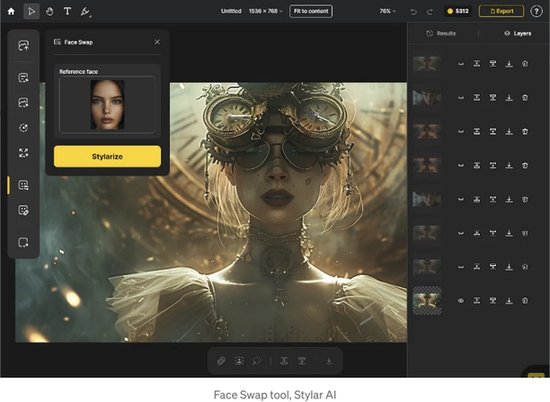 Untitled 1536 × 768 Fit to content 76% 5312 Export ?
Face Swap
Results Layers
Reference face
Stylarize
Face Swap tool, Stylar AI